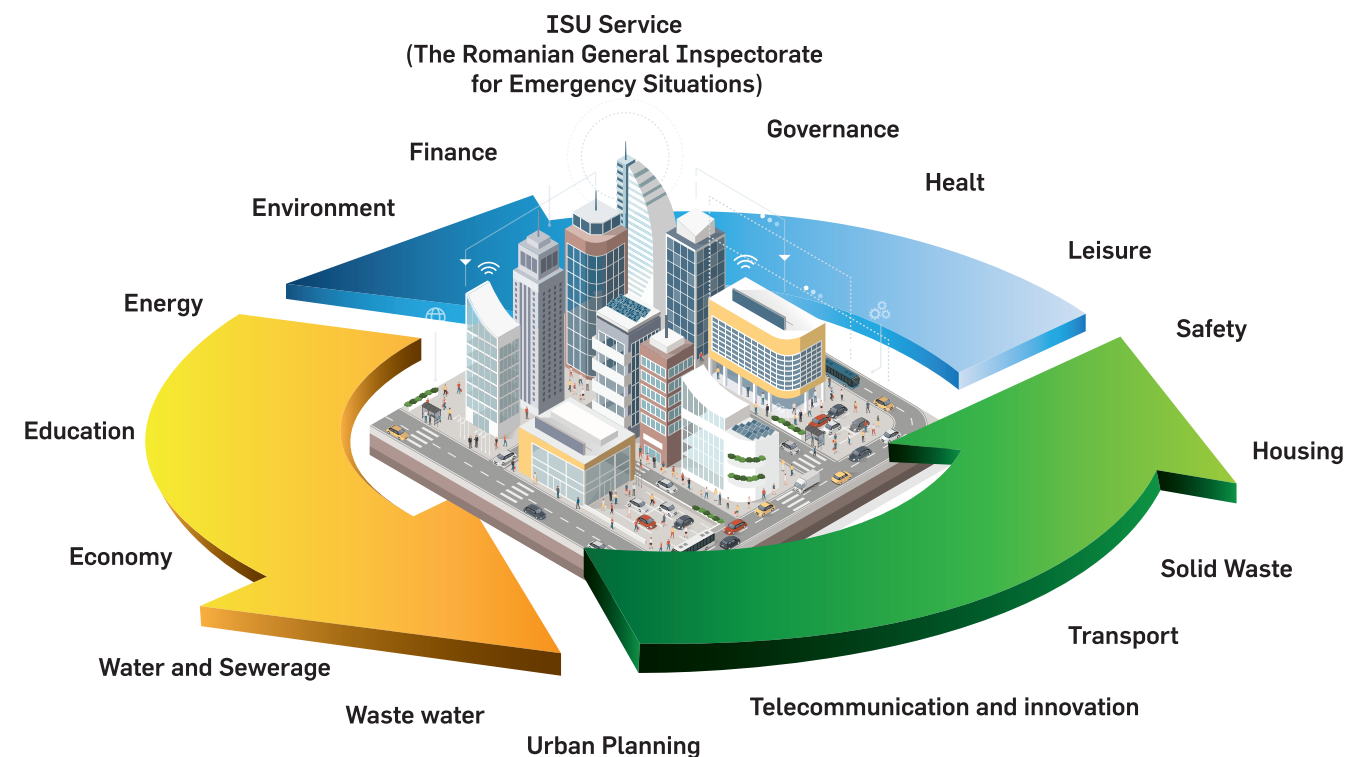 ISU Service
(The Romanian General Inspectorate
for Emergency Situations)
Governance
Finance
Healt
Environment
Leisure
Energy
Safety
Education
Housing
Economy
Solid Waste
Transport
Water and Sewerage
Telecommunication and innovation
Waste water
Urban Planning